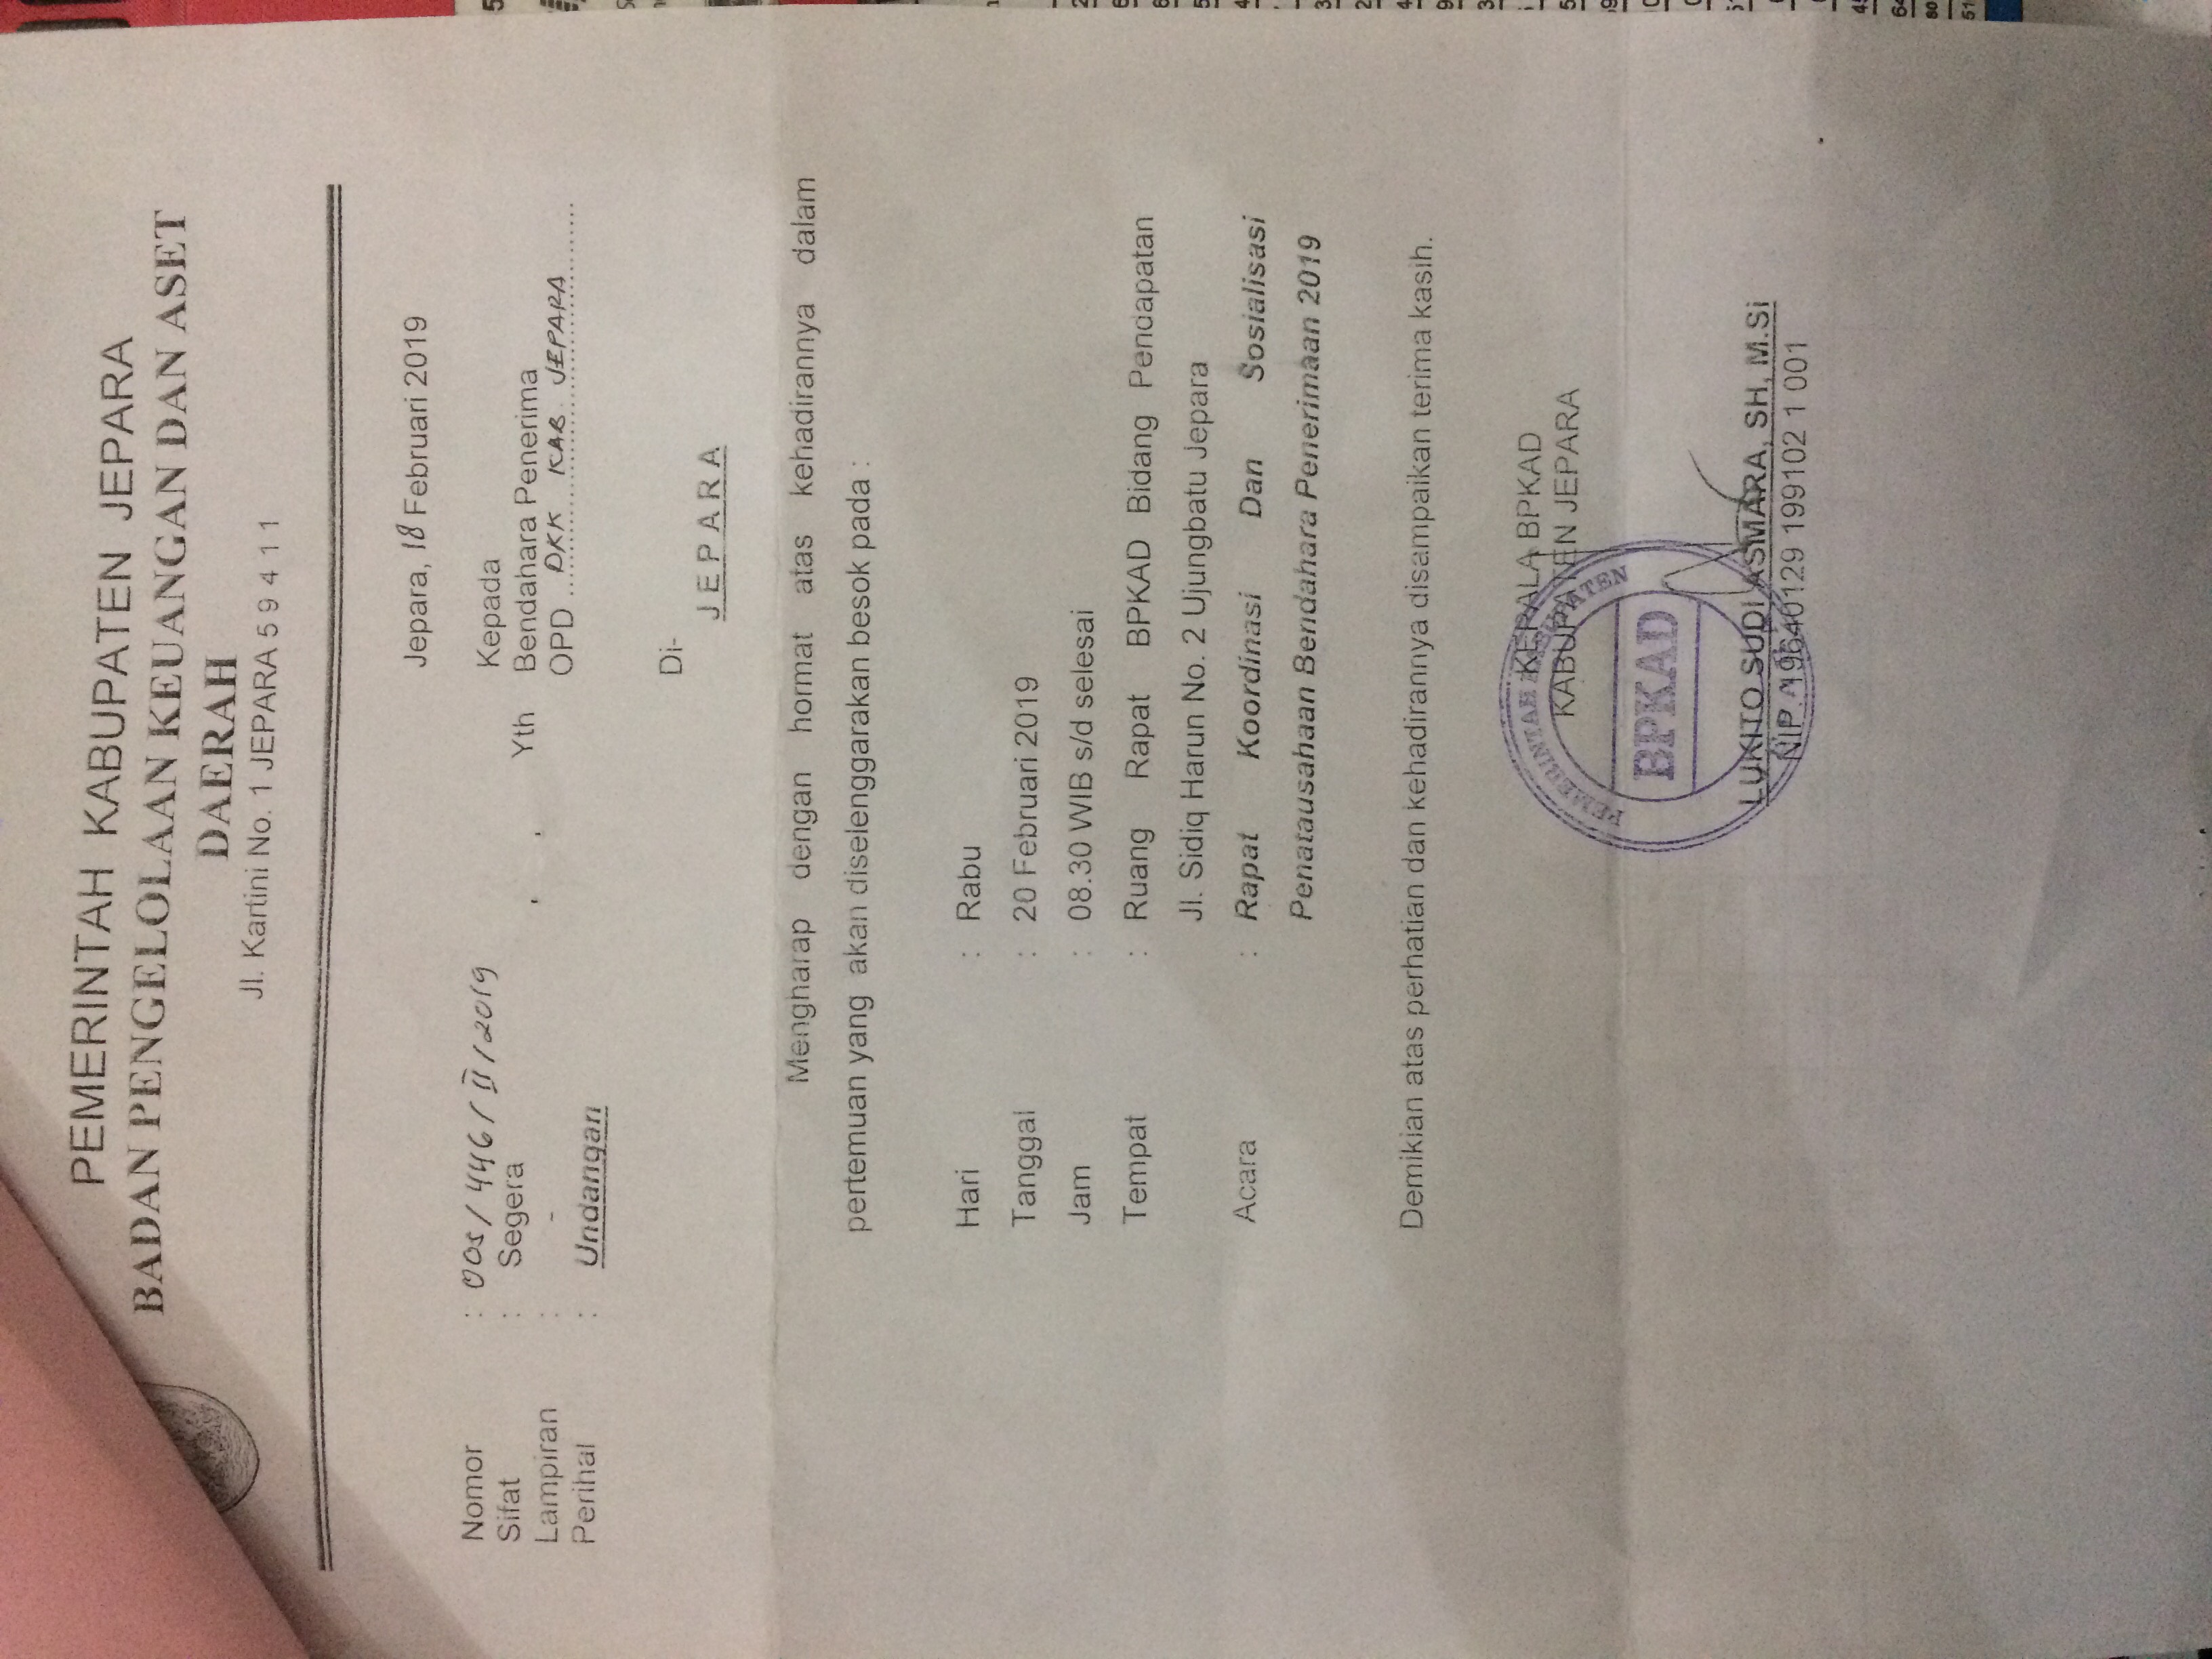 PEMERINTAH KABUPATEN JEPARA
BADAN PENGELOLAAN KEUANGAN DAN ASET
DAERAH
Jl. Kartini No. 1 JEPARA 5 9 4 1 1
Jepara, 18 Februari 2019
Nomor : 005/446/II/2019
Sifat : Segera
Lampiran : -
Perihal : Undangan
Kepada
Yth Bendahara Penerima
OPD DKK KAB JEPARA
Di-
J E P A R A
Mengharap dengan hormat atas kehadirannya dalam
pertemuan yang akan diselenggarakan besok pada :
Hari : Rabu
Tanggal : 20 Februari 2019
Jam : 08.30 WIB s/d selesai
Tempat : Ruang Rapat BPKAD Bidang Pendapatan
Jl. Sidiq Harun No. 2 Ujungbatu Jepara
Acara : Rapat Koordinasi Dan Sosialisasi
Penatausahaan Bendahara Penerimaan 2019
Demikian atas perhatian dan kehadirannya disampaikan terima kasih.
KEPALA BPKAD
KABUPATEN JEPARA
PEMERINTAH KABUPATEN
BPKAD
LUKITO SUDI ASMARA, SH, M.Si
NIP. 19640129 199102 1 001